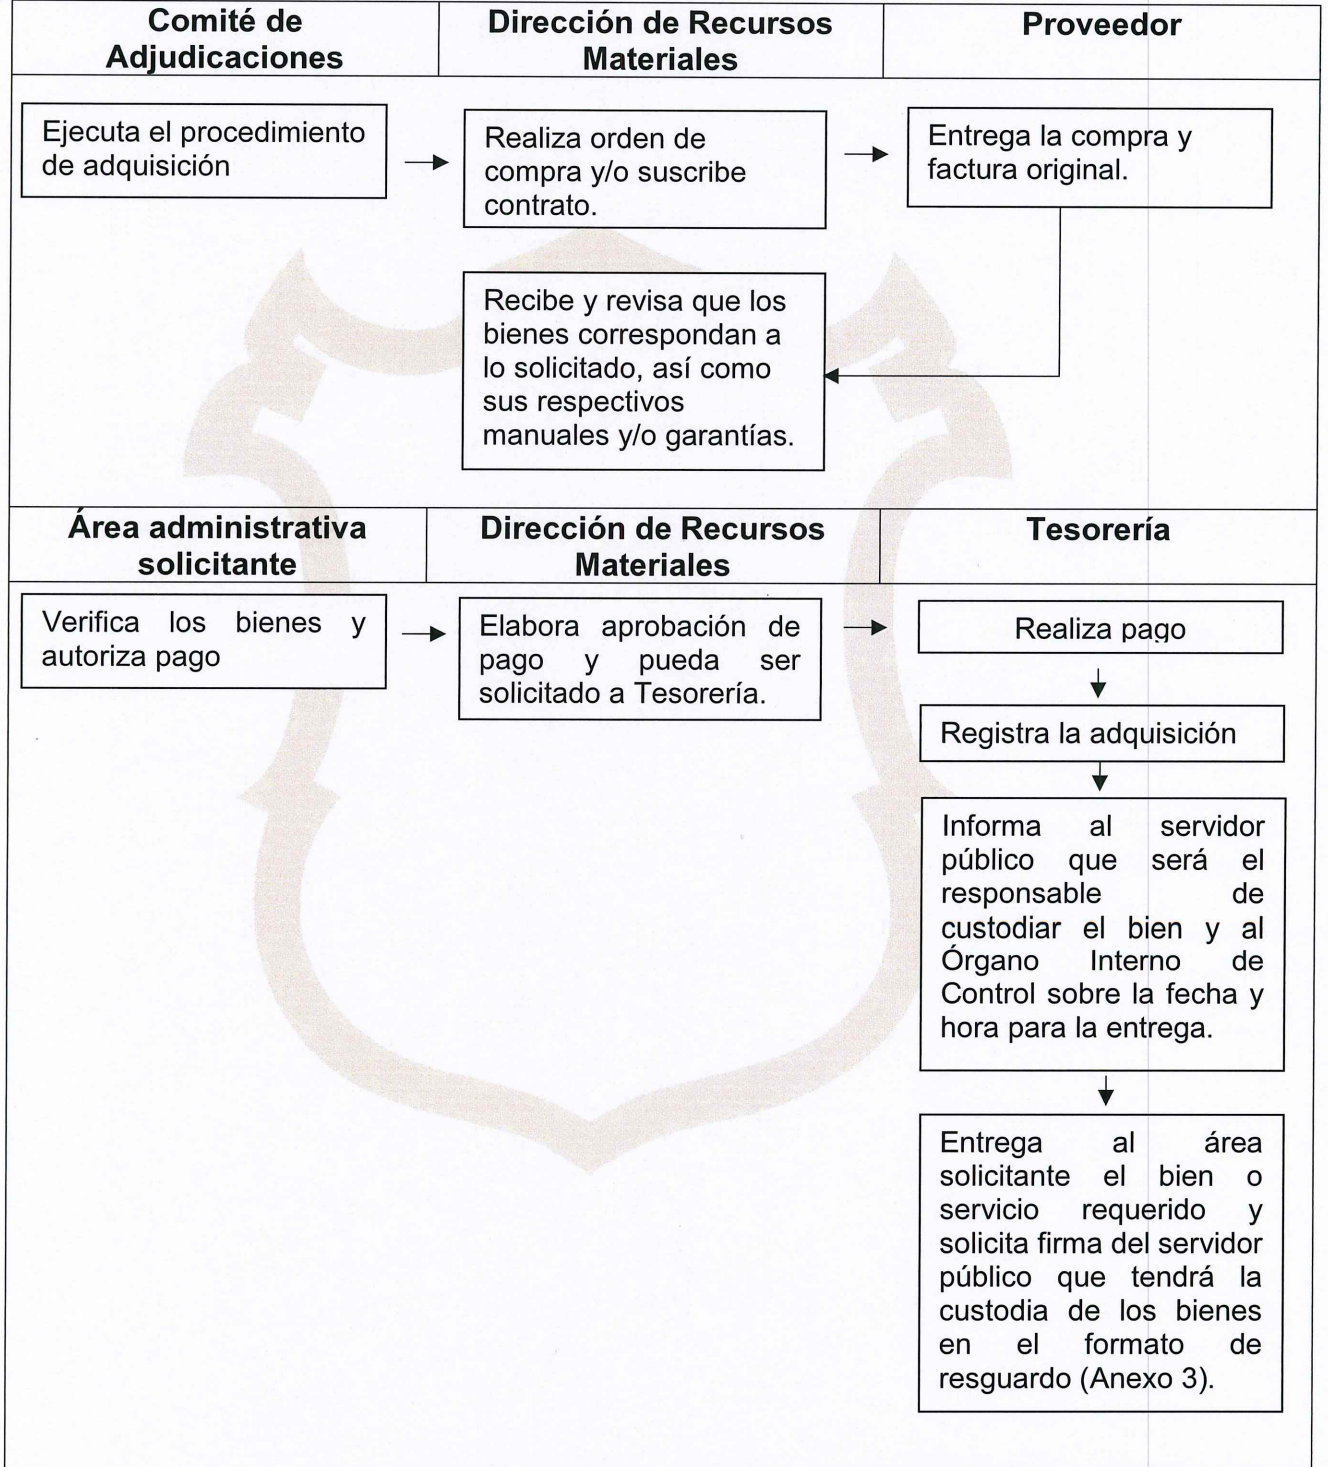 Comité de
Adjudicaciones
Dirección de Recursos
Materiales
Proveedor
Ejecuta el procedimiento
de adquisición
Realiza orden de
compra y/o suscribe
contrato.
Entrega la compra y
factura original.
Recibe y revisa que los
bienes correspondan a
lo solicitado, así como
sus respectivos
manuales y/o garantías.
Área administrativa
solicitante
Dirección de Recursos
Materiales
Tesorería
Verifica los bienes y
autoriza pago
Elabora aprobación de
pago y pueda ser
solicitado a Tesorería.
Realiza pago
Registra la adquisición
Informa al servidor
público que será el
responsable de
custodiar el bien y al
Órgano Interno de
Control sobre la fecha y
hora para la entrega.
Entrega al área
solicitante el bien o
servicio requerido y
solicita firma del servidor
público que tendrá la
custodia de los bienes
en el formato de
resguardo (Anexo 3).